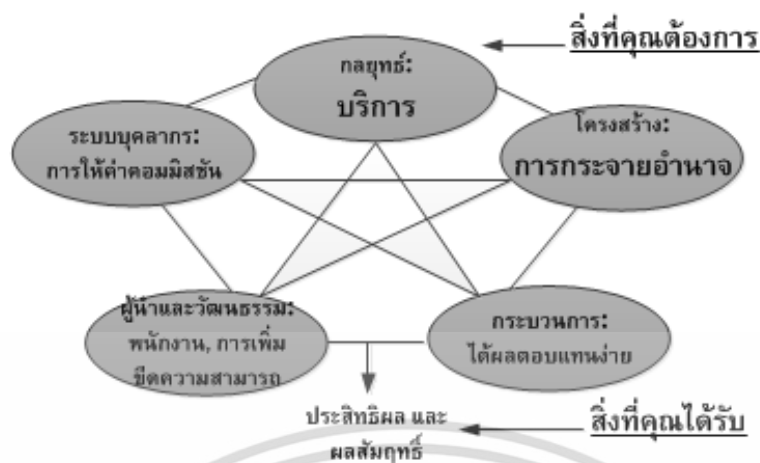 สิ่งที่คุณต้องการ
กลยุทธ์:
บริการ
ระบบบุคลากร:
การให้ค่าคอมมิสชัน
โครงสร้าง:
การกระจายอำนาจ
ผู้นำและวัฒนธรรม:
พนักงาน, การเพิ่ม
ขีดความสามารถ
กระบวนการ:
ได้ผลตอบแทนง่าย
ประสิทธิผล และ
ผลสัมฤทธิ์
สิ่งที่คุณได้รับ